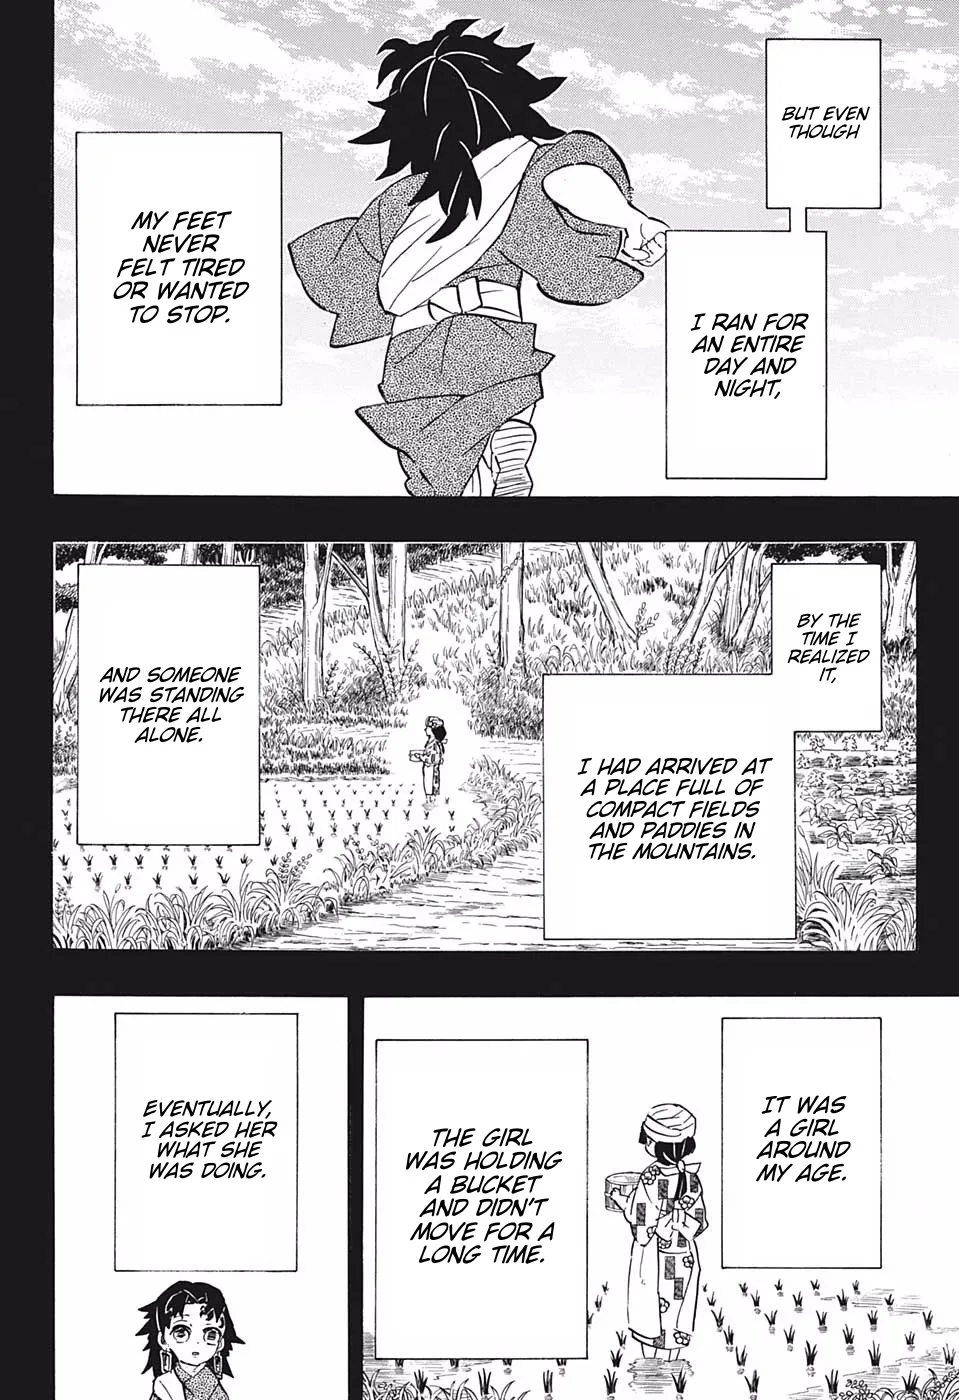 BUT EVEN
THOUGH
I RAN FOR
AN ENTIRE
DAY AND
NIGHT,
MY FEET
NEVER
FELT TIRED
OR WANTED
TO STOP.
BY THE
TIME I
REALIZED
IT,
I HAD ARRIVED AT
A PLACE FULL OF
COMPACT FIELDS
AND PADDIES IN
THE MOUNTAINS.
AND SOMEONE
WAS STANDING
THERE ALL
ALONE.
IT WAS
A GIRL
AROUND
MY AGE.
THE GIRL
WAS HOLDING
A BUCKET
AND DIDN'T
MOVE FOR A
LONG TIME.
EVENTUALLY,
I ASKED HER
WHAT SHE
WAS DOING.